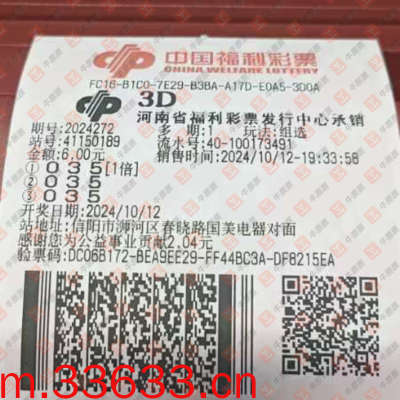 中国福利彩票
CHINA WELFARE LOTTERY
FC16-B1C0-7E29-B3BA-A17D-E0A5-3D0A
3D
河南省福利彩票发行中心承销
期号:2024272 多期:1 玩法:组选
站号:41150189 流水号:40-100173491
金额:6.00元 销售时间:2024/10/12-19:33:58
① 0 3 5 [1倍]
② 0 3 5
③ 0 3 5
开奖日期:2024/10/12
站地址:信阳市浉河区春晓路国美电器对面
感谢您为公益事业贡献2.04元
验票码:DC06B172-BEA9EE29-FF44BC3A-DF8215EA
m.33633.cn